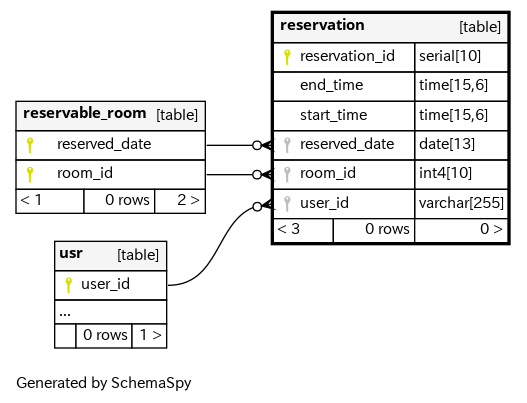 reservation [table]
reservation_id serial[10]
end_time time[15,6]
start_time time[15,6]
reserved_date date[13]
room_id int4[10]
user_id varchar[255]
< 3 0 rows 0 >
reservable_room [table]
reserved_date
room_id
< 1 0 rows 2 >
usr [table]
user_id
...
0 rows 1 >
Generated by SchemaSpy